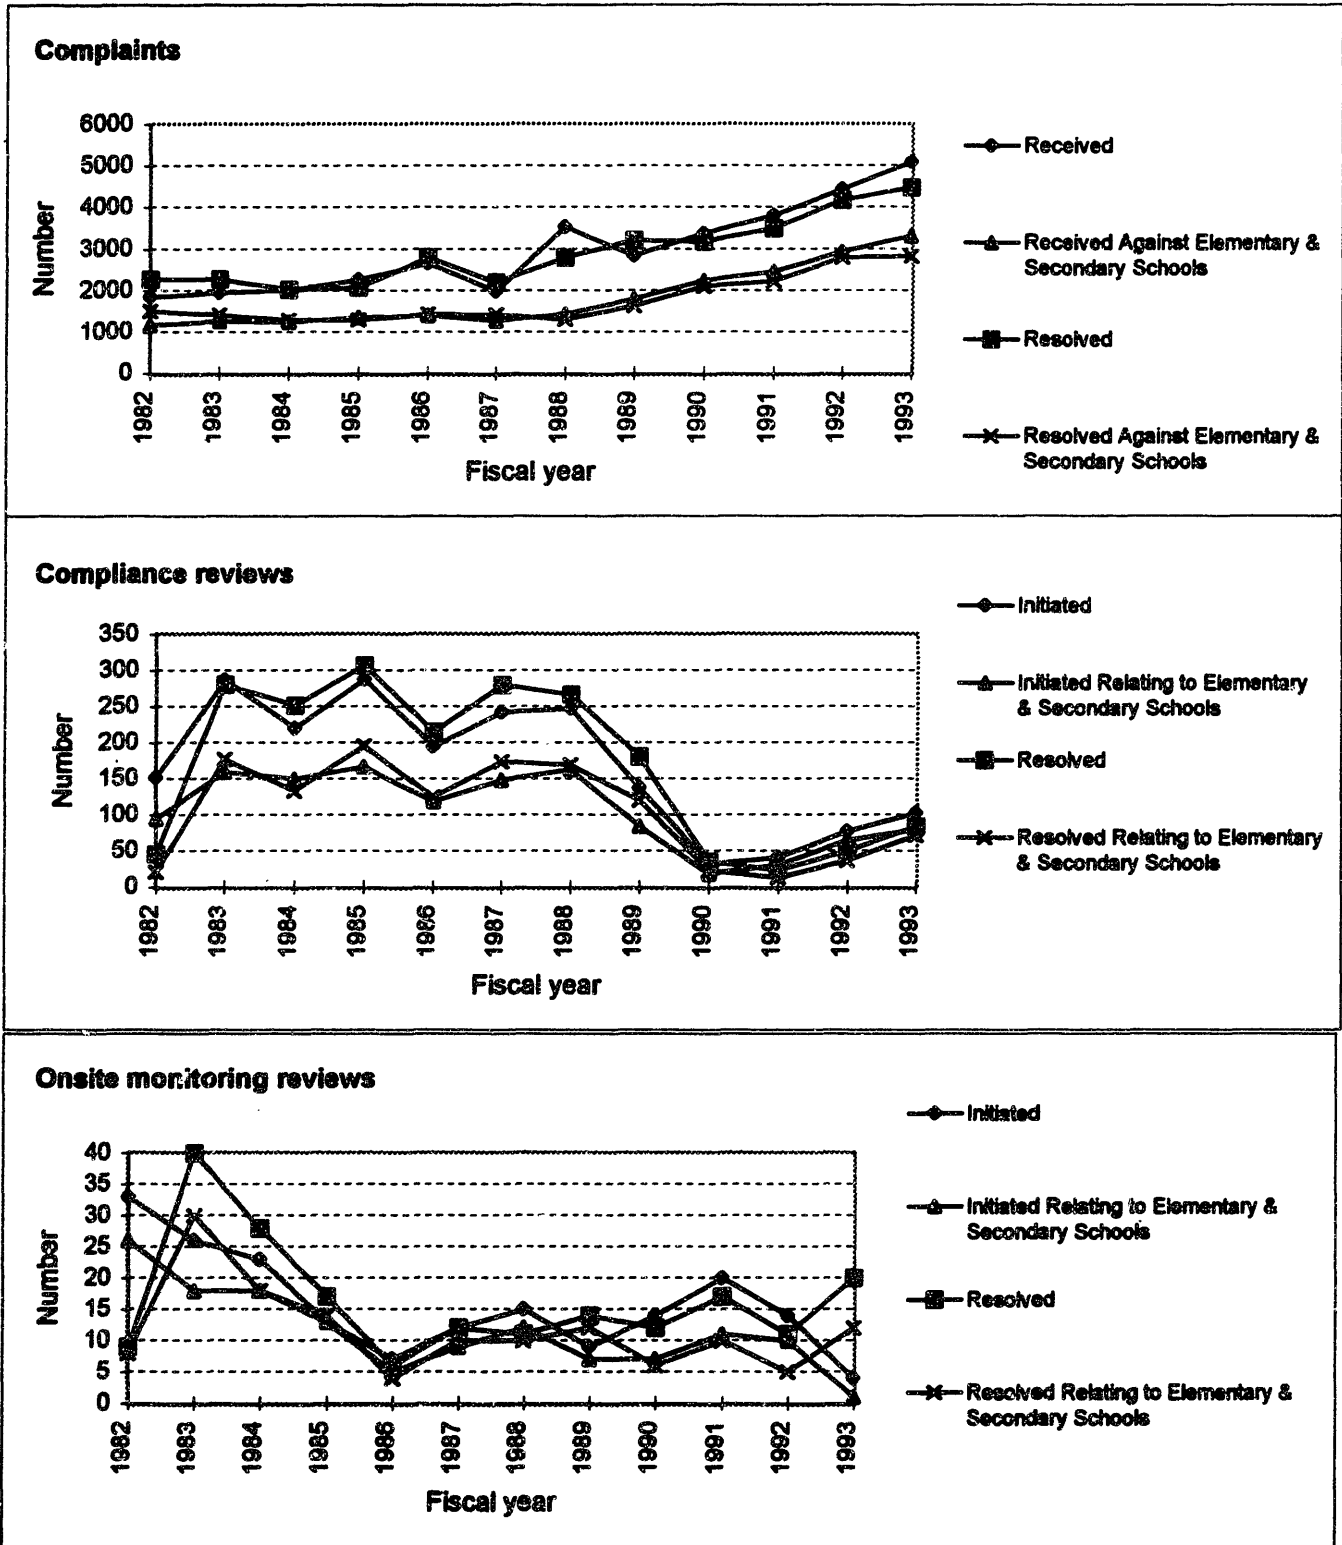 Complaints
6000
5000
4000
3000
2000
1000
0
Number
1982
1983
1984
1985
1986
1987
1988
1989
1990
1991
1992
1993
Fiscal year
Received
Received Against Elementary &
Secondary Schools
Resolved
Resolved Against Elementary &
Secondary Schools
Compliance reviews
350
300
250
200
150
100
50
0
Number
1982
1983
1984
1985
1986
1987
1988
1989
1990
1991
1992
1993
Fiscal year
Initiated
Initiated Relating to Elementary
& Secondary Schools
Resolved
Resolved Relating to Elementary
& Secondary Schools
Onsite monitoring reviews
40
35
30
25
20
15
10
5
0
Number
1982
1983
1984
1985
1986
1987
1988
1989
1990
1991
1992
1993
Fiscal year
Initiated
Initiated Relating to Elementary &
Secondary Schools
Resolved
Resolved Relating to Elementary &
Secondary Schools